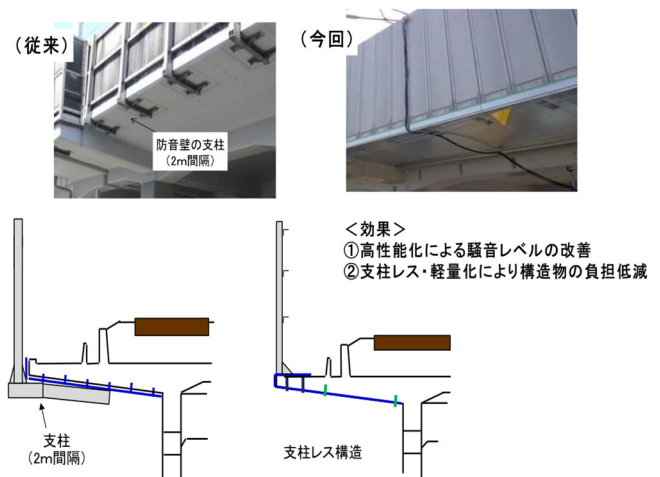 （従来）
（今回）
防音壁の支柱
（2m間隔）
＜効果＞
①高性能化による騒音レベルの改善
②支柱レス・軽量化により構造物の負担低減
支柱
（2m間隔）
支柱レス構造